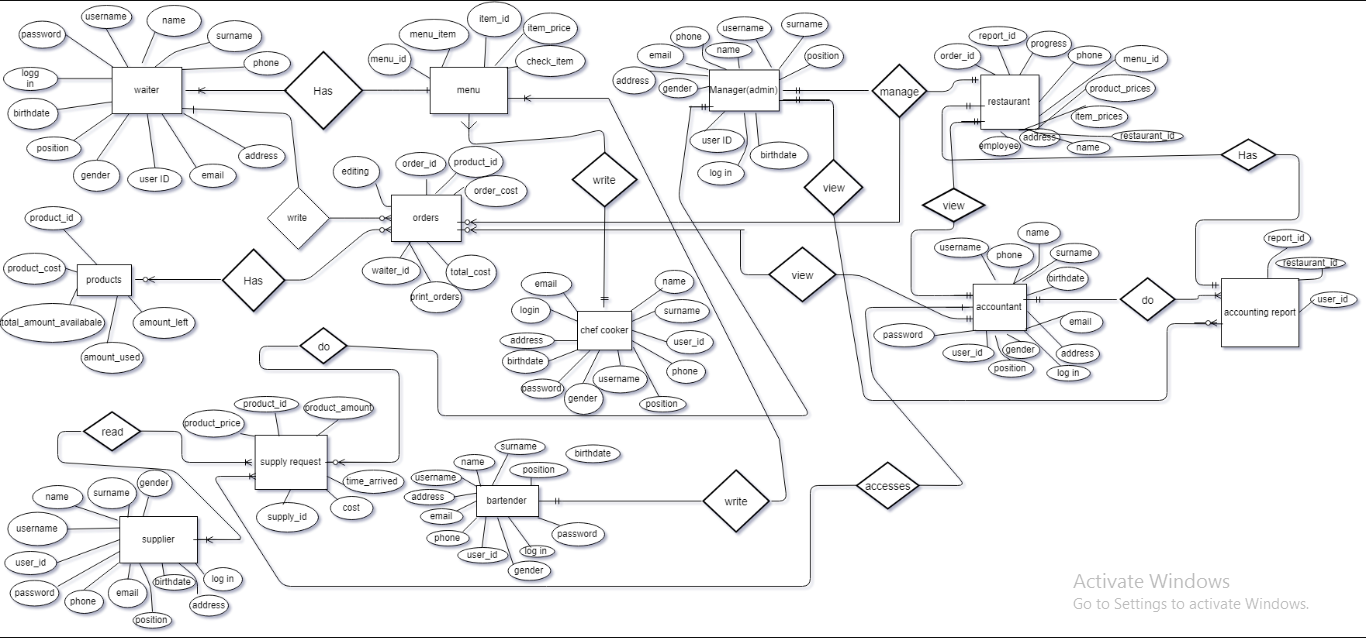 username
name
password
surname
logg
in
phone
waiter
birthdate
position
gender
user ID
email
address
Has
item_id
menu_item
item_price
menu_id
check_item
menu
phone
username
surname
email
name
position
address
gender
Manager(admin)
user ID
log in
birthdate
manage
report_id
order_id
progress
phone
menu_id
product_prices
item_prices
restaurant_id
restaurant
address
employee
name
Has
write
editing
order_id
product_id
order_cost
orders
waiter_id
total_cost
print_orders
write
view
view
product_id
product_cost
products
total_amount_availabale
amount_left
amount_used
Has
view
name
username
phone
surname
birthdate
accountant
email
password
user_id
gender
address
position
log in
do
report_id
restaurant_id
user_id
accounting report
email
name
login
surname
chef cooker
address
user_id
birthdate
phone
password
username
gender
position
do
product_id
product_amount
product_price
supply request
time_arrived
cost
supply_id
read
gender
name
surname
username
supplier
user_id
password
phone
email
birthdate
log in
address
position
surname
birthdate
name
position
username
address
bartender
email
phone
password
user_id
log in
gender
write
accesses
Activate Windows
Go to Settings to activate Windows.